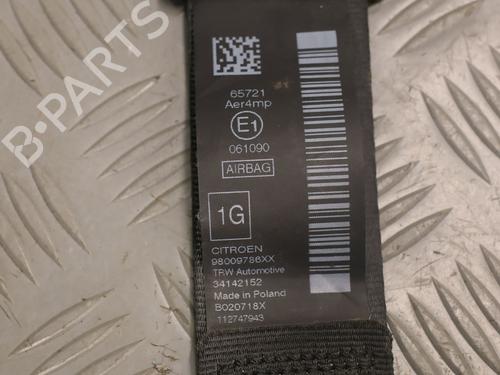 B-PARTS
65721
Aer4mp
E1
061090
AIRBAG
1G
CITROEN
98009786XX
TRW Automotive
34142152
Made in Poland
B020718X
112747943